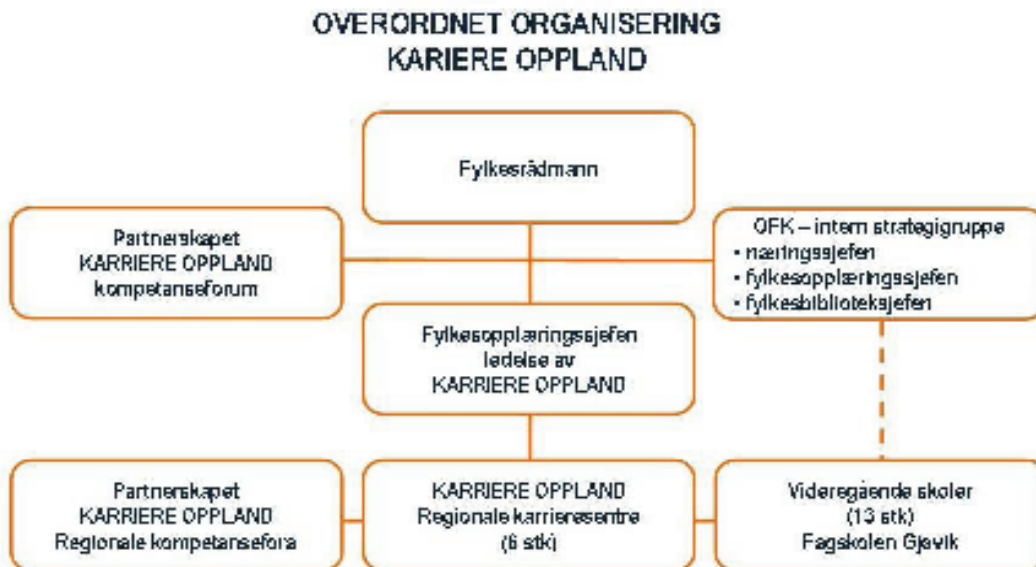 OVERORDNET ORGANISERING
KARIERE OPPLAND
Fylkesrådmann
Partnerskapet
KARRIERE OPPLAND
kompetanseforum
OFK – intern strategigruppe
• næringssjefen
• fylkesopplæringssjefen
• fylkesbiblioteksjefen
Fylkesopplæringssjefen
ledelse av
KARRIERE OPPLAND
Partnerskapet
KARRIERE OPPLAND
Regionale kompetansefora
KARRIERE OPPLAND
Regionale karrieresentre
(6 stk)
Videregående skoler
(13 stk)
Fagskolen Gjøvik